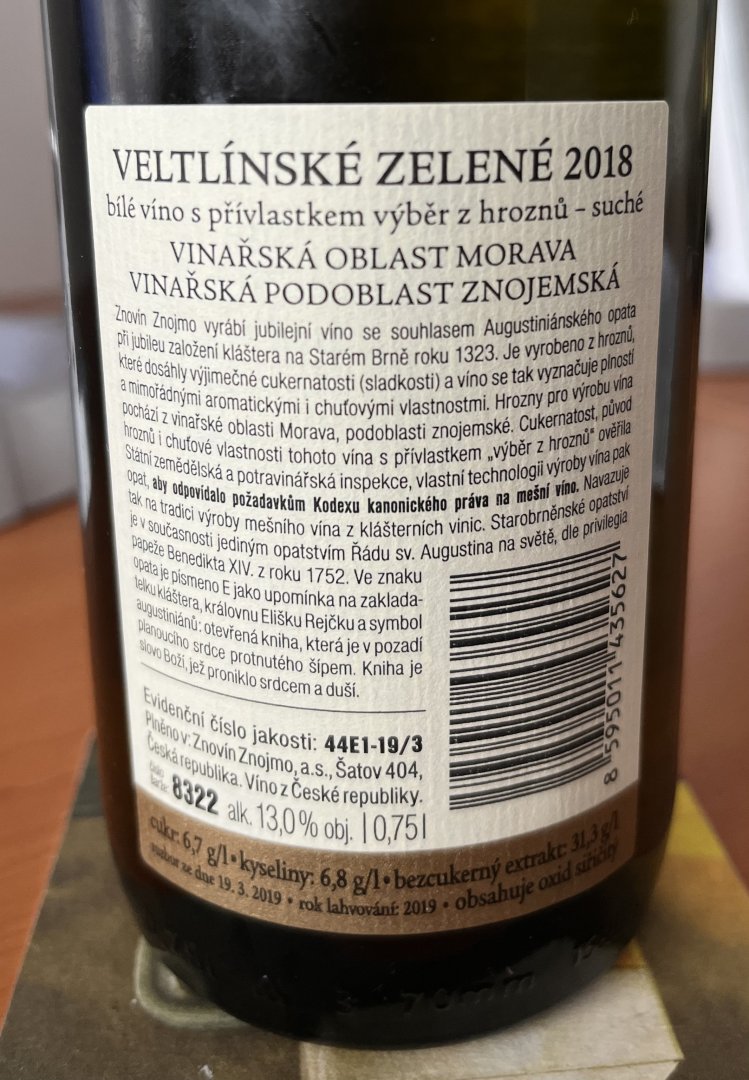 VELTLÍNSKÉ ZELENÉ 2018
bílé víno s přívlastkem výběr z hroznů – suché
VINAŘSKÁ OBLAST MORAVA
VINAŘSKÁ PODOBLAST ZNOJEMSKÁ
Znovín Znojmo vyrábí jubilejní víno se souhlasem Augustiniánského opata
při jubileu založení kláštera na Starém Brně roku 1323. Je vyrobeno z hroznů,
které dosáhly výjimečné cukernatosti (sladkosti) a víno se tak vyznačuje plností
a mimořádnými aromatickými i chuťovými vlastnostmi. Hrozny pro výrobu vína
pochází z vinařské oblasti Morava, podoblasti znojemské. Cukernatost, původ
hroznů i chuťové vlastnosti tohoto vína s přívlastkem „výběr z hroznů" ověřila
Státní zemědělská a potravinářská inspekce, vlastní technologii výroby vína pak
opat, aby odpovídalo požadavkům Kodexu kanonického práva na mešní víno. Navazuje
tak na tradici výroby mešního vína z klášterních vinic. Starobrněnské opatství
je v současnosti jediným opatstvím Řádu sv. Augustina na světě, dle privilegia
papeže Benedikta XIV. z roku 1752. Ve znaku
opata je písmeno E jako upomínka na zaklada-
telku kláštera, královnu Elišku Rejčku a symbol
augustiniánů: otevřená kniha, která je v pozadí
planoucího srdce protnutého šípem. Kniha je
slovo Boží, jež proniklo srdcem a duší.
8 595011 435627
Evidenční číslo jakosti: 44E1-19/3
Plněno v: Znovín Znojmo, a.s., Šatov 404,
Česká republika. Víno z České republiky.
číslo
šarže: 8322 alk. 13,0 % obj. | 0,75 l
cukr: 6,7 g/l • kyseliny: 6,8 g/l • bezcukerný extrakt: 31,3 g/l
ze dne 19. 3. 2019 • rok lahvování: 2019 • obsahuje oxid siřičitý
70mm